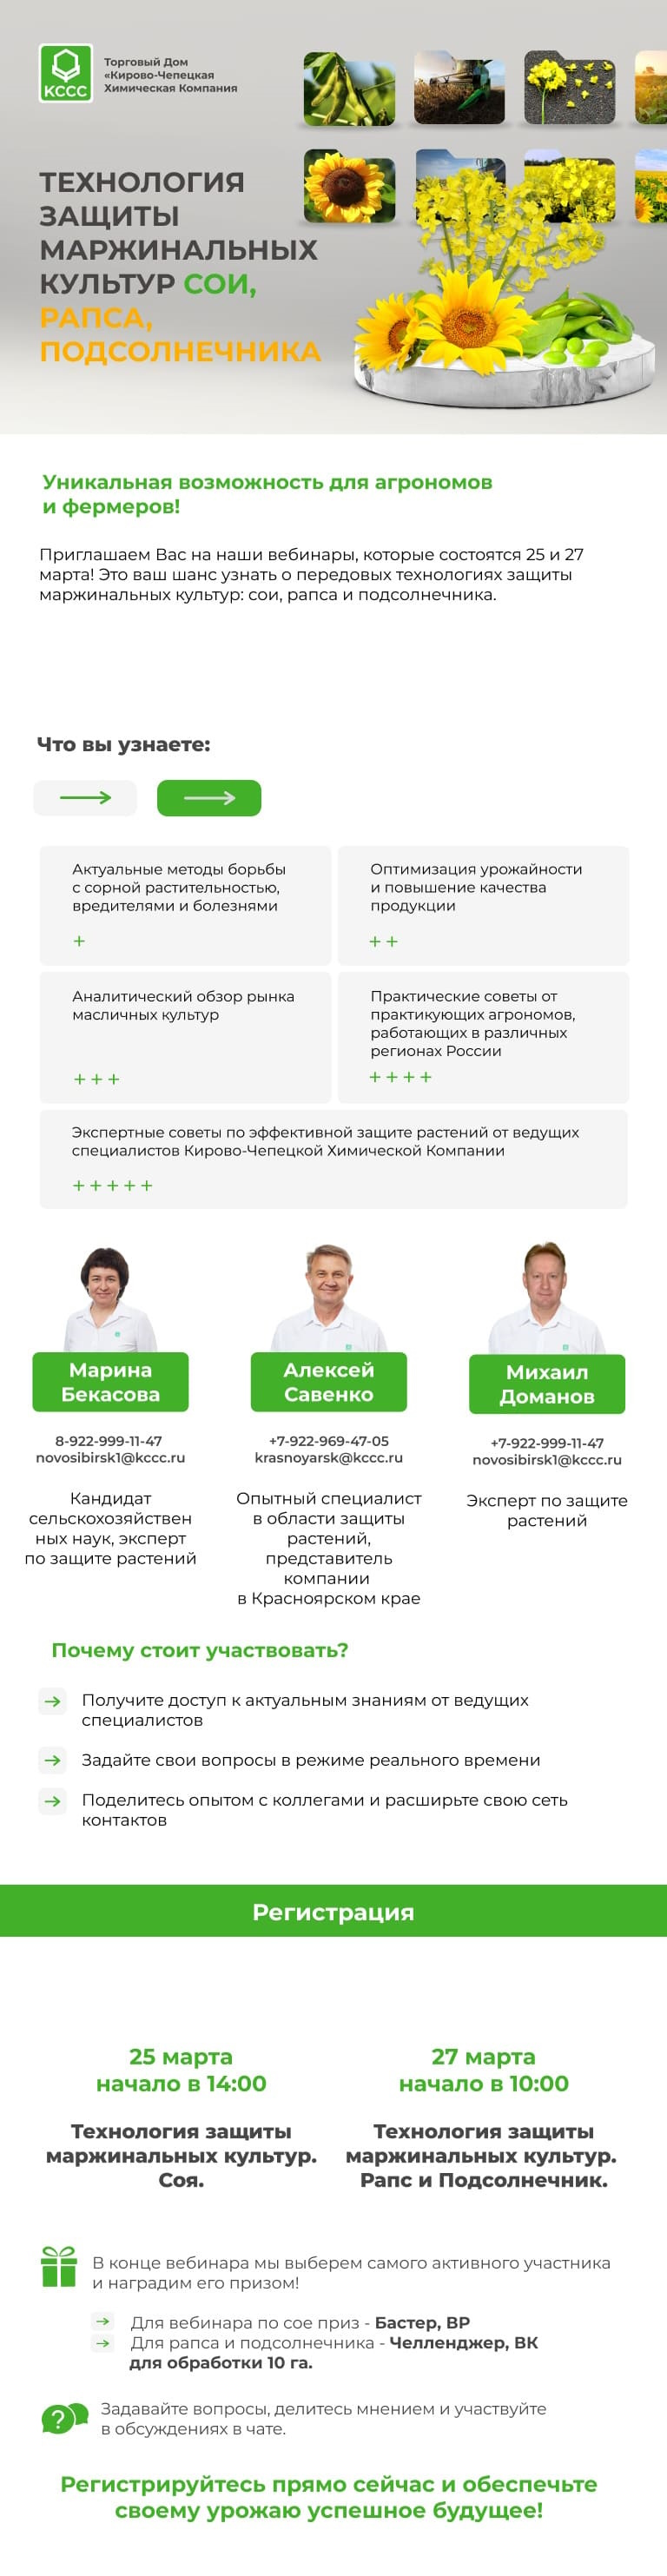 КССС
Торговый Дом
«Кирово-Чепецкая
Химическая Компания
ТЕХНОЛОГИЯ
ЗАЩИТЫ
МАРЖИНАЛЬНЫХ
КУЛЬТУР СОИ,
РАПСА,
ПОДСОЛНЕЧНИКА
Уникальная возможность для агрономов
и фермеров!
Приглашаем Вас на наши вебинары, которые состоятся 25 и 27
марта! Это ваш шанс узнать о передовых технологиях защиты
маржинальных культур: сои, рапса и подсолнечника.
Что вы узнаете:
Актуальные методы борьбы
с сорной растительностью,
вредителями и болезнями
+
Оптимизация урожайности
и повышение качества
продукции
+ +
Аналитический обзор рынка
масличных культур
+ + +
Практические советы от
практикующих агрономов,
работающих в различных
регионах России
+ + + +
Экспертные советы по эффективной защите растений от ведущих
специалистов Кирово-Чепецкой Химической Компании
+ + + + +
Марина
Бекасова
8-922-999-11-47
novosibirsk1@kccc.ru
Кандидат
сельскохозяйствен
ных наук, эксперт
по защите растений
Алексей
Савенко
+7-922-969-47-05
krasnoyarsk@kccc.ru
Опытный специалист
в области защиты
растений,
представитель
компании
в Красноярском крае
Михаил
Доманов
+7-922-999-11-47
novosibirsk1@kccc.ru
Эксперт по защите
растений
Почему стоит участвовать?
Получите доступ к актуальным знаниям от ведущих
специалистов
Задайте свои вопросы в режиме реального времени
Поделитесь опытом с коллегами и расширьте свою сеть
контактов
Регистрация
25 марта
начало в 14:00
Технология защиты
маржинальных культур.
Соя.
27 марта
начало в 10:00
Технология защиты
маржинальных культур.
Рапс и Подсолнечник.
В конце вебинара мы выберем самого активного участника
и наградим его призом!
Для вебинара по сое приз - Бастер, ВР
Для рапса и подсолнечника - Челленджер, ВК
для обработки 10 га.
?
Задавайте вопросы, делитесь мнением и участвуйте
в обсуждениях в чате.
Регистрируйтесь прямо сейчас и обеспечьте
своему урожаю успешное будущее!